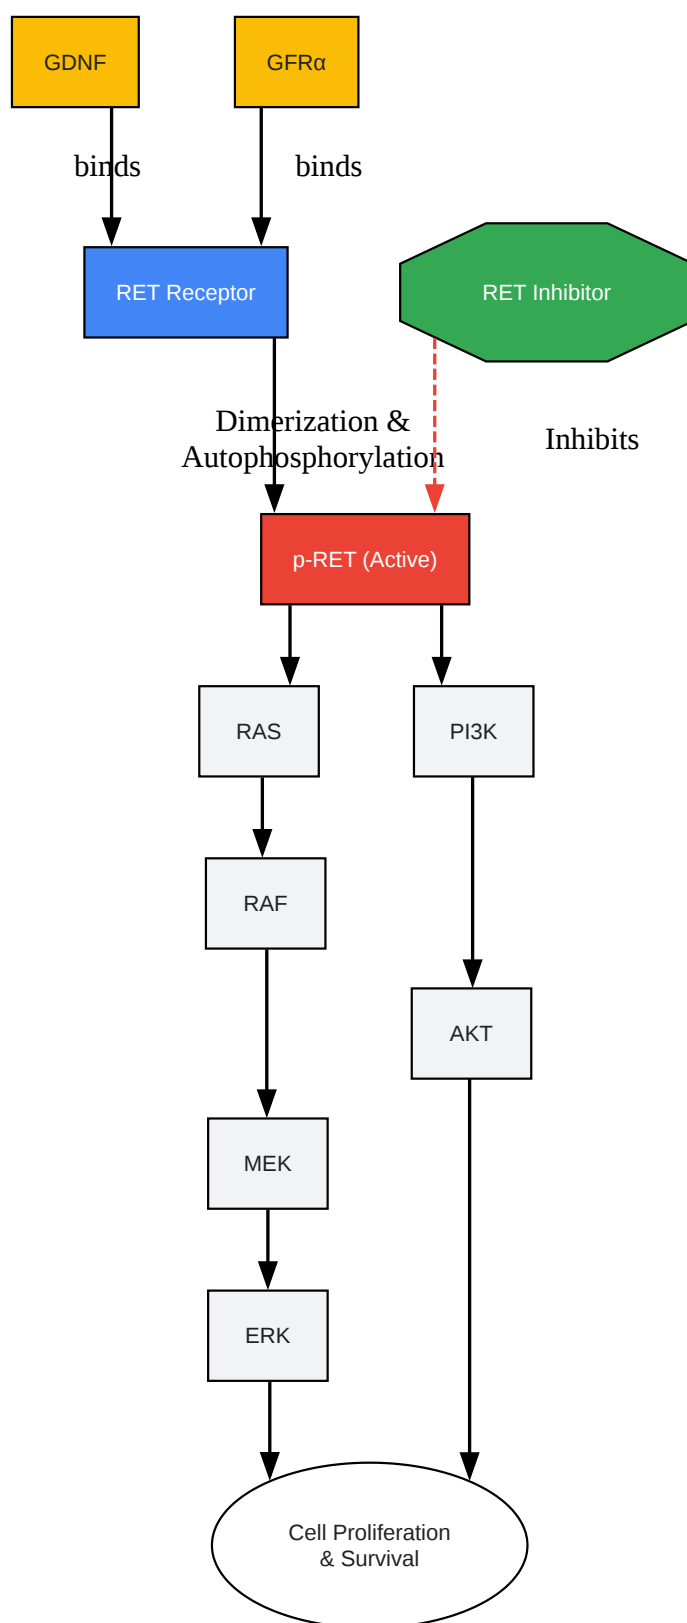 GDNF
GFRα
binds
binds
RET Receptor
RET Inhibitor
Dimerization &
Autophosphorylation
Inhibits
p-RET (Active)
RAS
PI3K
RAF
AKT
MEK
ERK
Cell Proliferation
& Survival